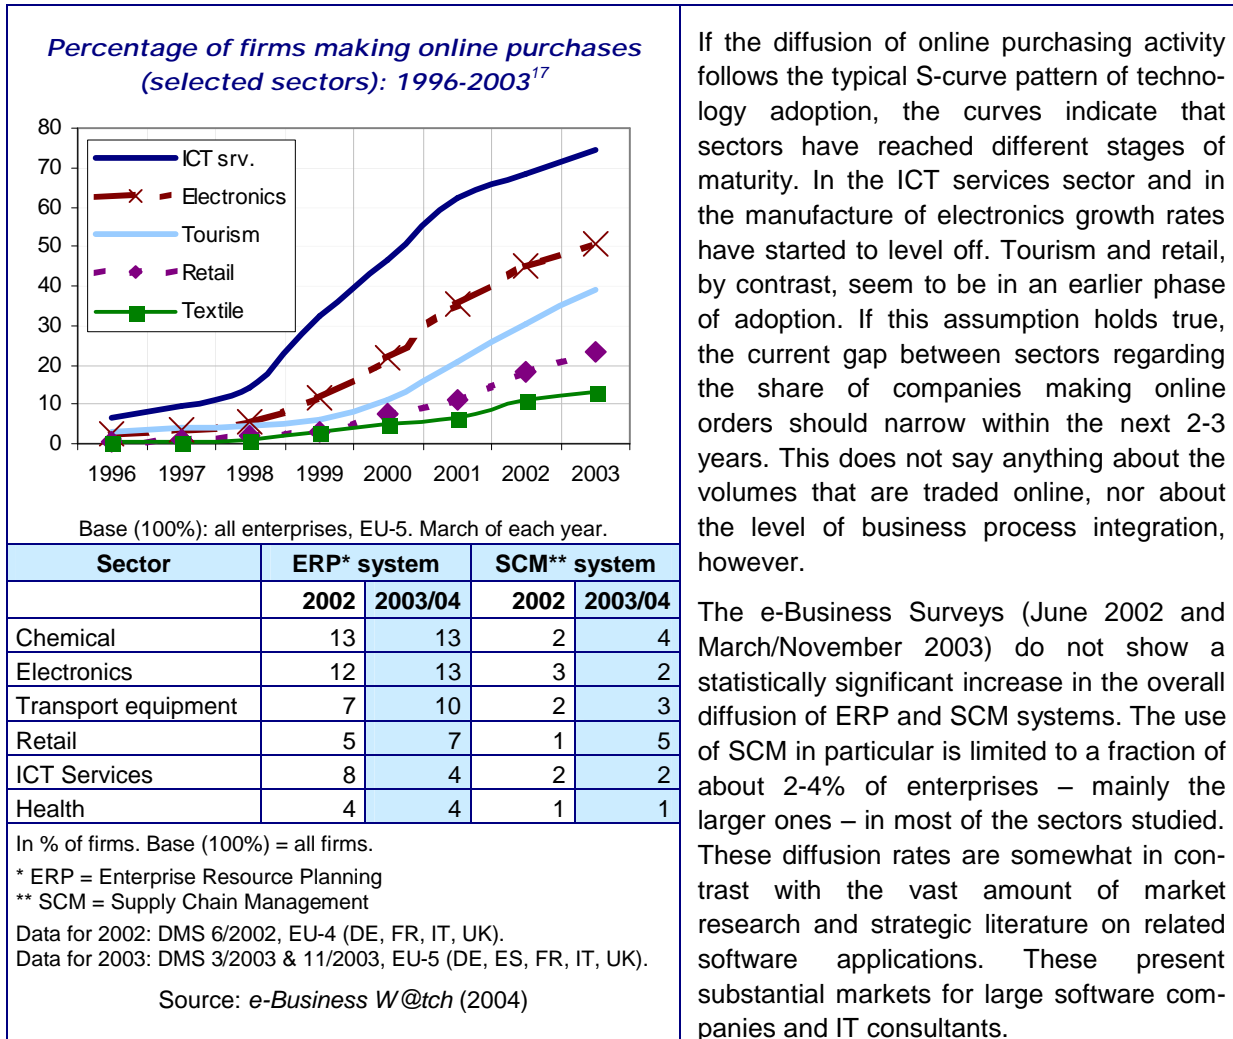 Percentage of firms making online purchases
(selected sectors): 1996-2003¹⁷
80
70
60
50
40
30
20
10
0
ICT srv.
Electronics
Tourism
Retail
Textile
1996 1997 1998 1999 2000 2001 2002 2003
Base (100%): all enterprises, EU-5. March of each year.
Sector ERP* system SCM** system
2002 2003/04 2002 2003/04
Chemical 13 13 2 4
Electronics 12 13 3 2
Transport equipment 7 10 2 3
Retail 5 7 1 5
ICT Services 8 4 2 2
Health 4 4 1 1
In % of firms. Base (100%) = all firms.
* ERP = Enterprise Resource Planning
** SCM = Supply Chain Management
Data for 2002: DMS 6/2002, EU-4 (DE, FR, IT, UK).
Data for 2003: DMS 3/2003 & 11/2003, EU-5 (DE, ES, FR, IT, UK).
Source: e-Business W@tch (2004)
If the diffusion of online purchasing activity
follows the typical S-curve pattern of techno-
logy adoption, the curves indicate that
sectors have reached different stages of
maturity. In the ICT services sector and in
the manufacture of electronics growth rates
have started to level off. Tourism and retail,
by contrast, seem to be in an earlier phase
of adoption. If this assumption holds true,
the current gap between sectors regarding
the share of companies making online
orders should narrow within the next 2-3
years. This does not say anything about the
volumes that are traded online, nor about
the level of business process integration,
however.
The e-Business Surveys (June 2002 and
March/November 2003) do not show a
statistically significant increase in the overall
diffusion of ERP and SCM systems. The use
of SCM in particular is limited to a fraction of
about 2-4% of enterprises – mainly the
larger ones – in most of the sectors studied.
These diffusion rates are somewhat in con-
trast with the vast amount of market
research and strategic literature on related
software applications. These present
substantial markets for large software com-
panies and IT consultants.